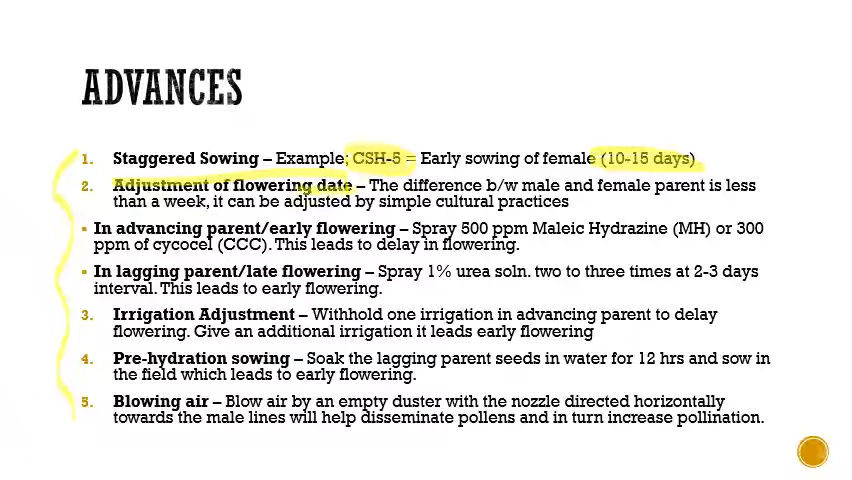 ADVANCES
1. Staggered Sowing – Example; CSH-5 = Early sowing of female (10-15 days)
2. Adjustment of flowering date – The difference b/w male and female parent is less
than a week, it can be adjusted by simple cultural practices
▪ In advancing parent/early flowering – Spray 500 ppm Maleic Hydrazine (MH) or 300
ppm of cycocel (CCC). This leads to delay in flowering.
▪ In lagging parent/late flowering – Spray 1% urea soln. two to three times at 2-3 days
interval. This leads to early flowering.
3. Irrigation Adjustment – Withhold one irrigation in advancing parent to delay
flowering. Give an additional irrigation it leads early flowering
4. Pre-hydration sowing – Soak the lagging parent seeds in water for 12 hrs and sow in
the field which leads to early flowering.
5. Blowing air – Blow air by an empty duster with the nozzle directed horizontally
towards the male lines will help disseminate pollens and in turn increase pollination.